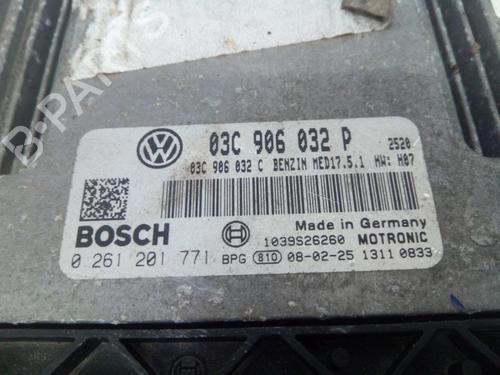 03C 906 032 P 2520
03C 906 032 C BENZIN MED17.5.1 HW: H07
BOSCH
Made in Germany
1039S26260 MOTRONIC
0 261 201 771 BPG 810 08-02-25 1311 0833
B-PARTS